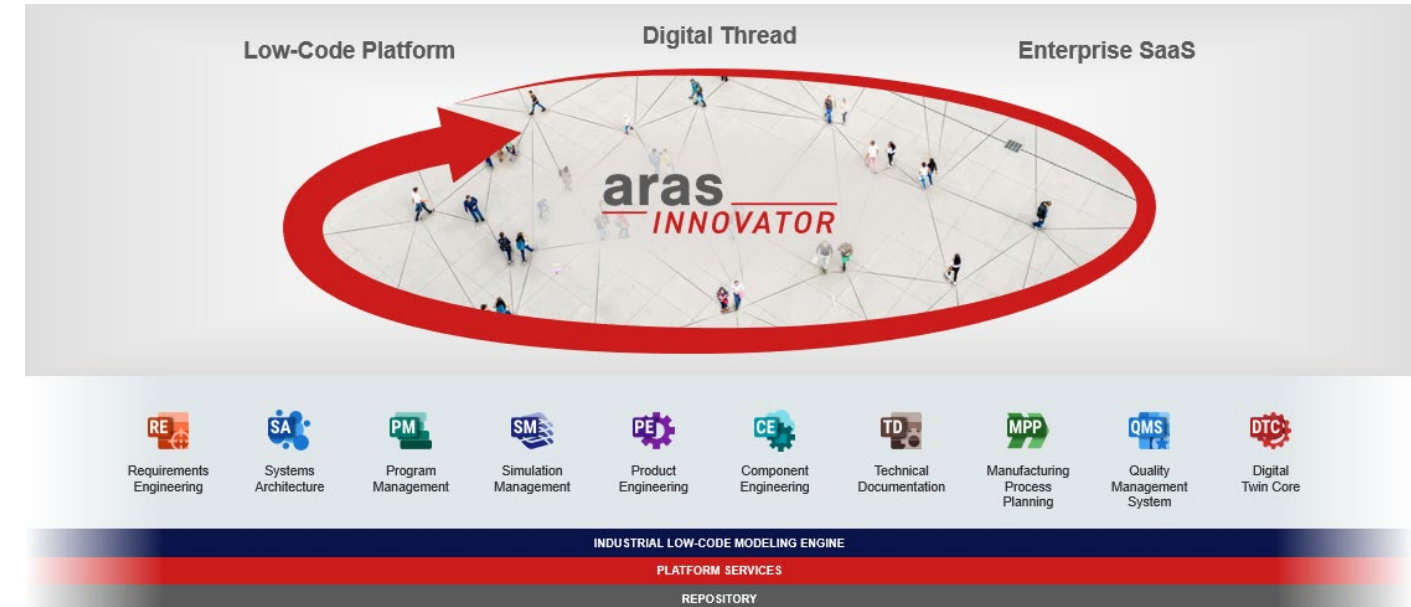 Low-Code Platform
Digital Thread
Enterprise SaaS
aras
INNOVATOR
RE
SA
PM
SM
PE
CE
TD
MPP
QMS
DTC
Requirements
Engineering
Systems
Architecture
Program
Management
Simulation
Management
Product
Engineering
Component
Engineering
Technical
Documentation
Manufacturing
Process
Planning
Quality
Management
System
Digital
Twin Core
INDUSTRIAL LOW-CODE MODELING ENGINE
PLATFORM SERVICES
REPOSITORY